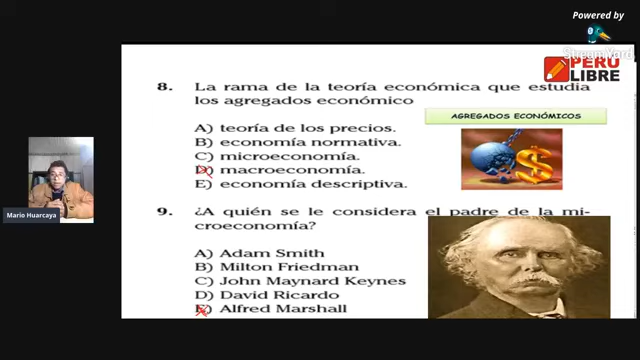 Powered by
StreamYard
PERÚ
LIBRE
8. La rama de la teoría económica que estudia
los agregados económico
AGREGADOS ECONÓMICOS
A) teoría de los precios.
B) economía normativa.
C) microeconomía.
D) macroeconomía.
E) economía descriptiva.
Mario Huarcaya
9. ¿A quién se le considera el padre de la mi-
croeconomía?
A) Adam Smith
B) Milton Friedman
C) John Maynard Keynes
D) David Ricardo
E) Alfred Marshall